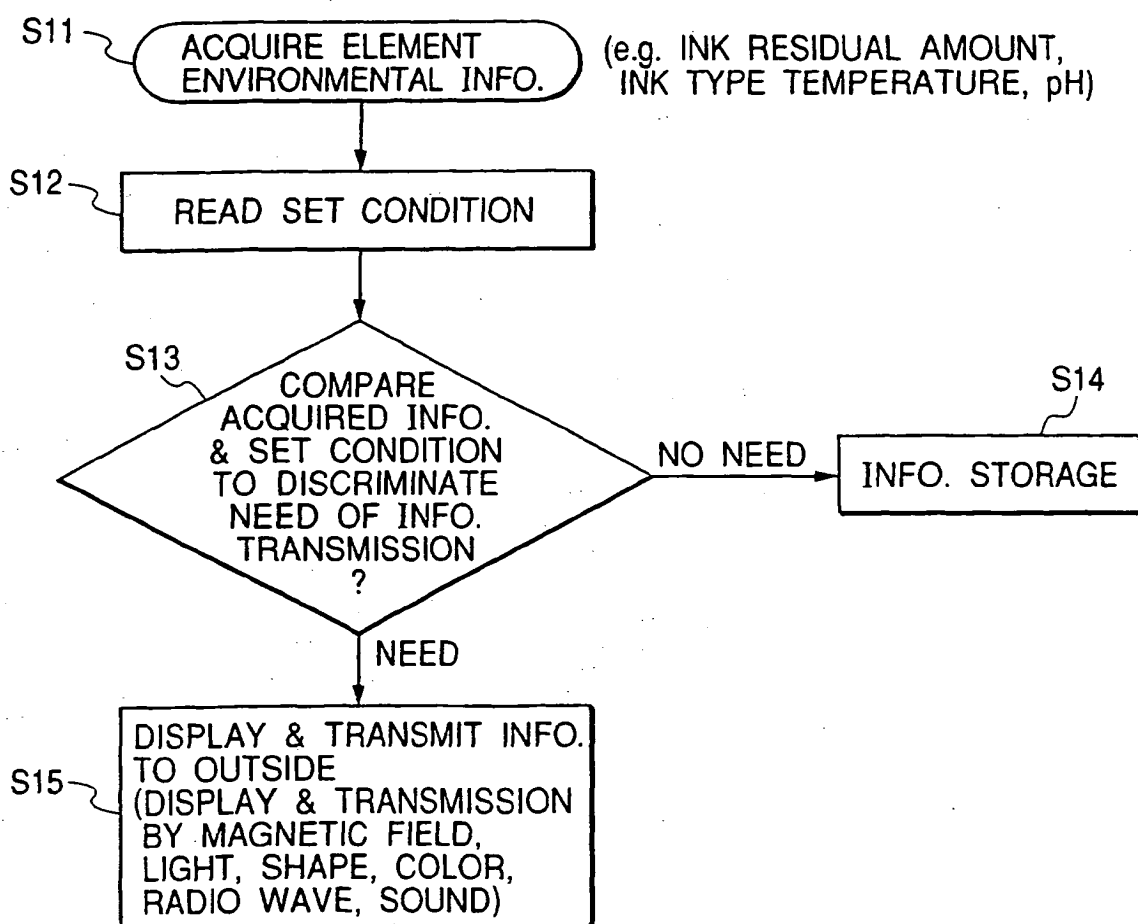 S11
ACQUIRE ELEMENT
ENVIRONMENTAL INFO.
(e.g. INK RESIDUAL AMOUNT,
INK TYPE TEMPERATURE, pH)
S12
READ SET CONDITION
S13
COMPARE
ACQUIRED INFO.
& SET CONDITION
TO DISCRIMINATE
NEED OF INFO.
TRANSMISSION
?
NO NEED
S14
INFO. STORAGE
NEED
S15
DISPLAY & TRANSMIT INFO.
TO OUTSIDE
(DISPLAY & TRANSMISSION
BY MAGNETIC FIELD,
LIGHT, SHAPE, COLOR,
RADIO WAVE, SOUND)